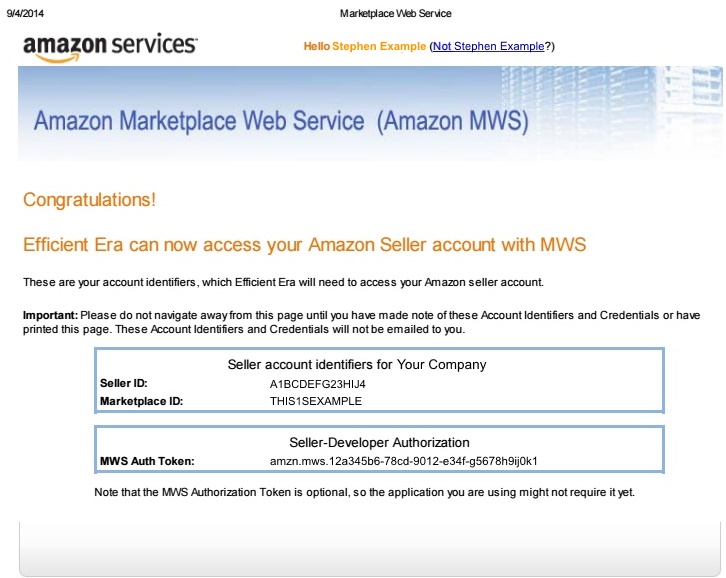 9/4/2014 Marketplace Web Service
amazon services Hello Stephen Example (Not Stephen Example?)
Amazon Marketplace Web Service (Amazon MWS)
Congratulations!
Efficient Era can now access your Amazon Seller account with MWS
These are your account identifiers, which Efficient Era will need to access your Amazon seller account.
Important: Please do not navigate away from this page until you have made note of these Account Identifiers and Credentials or have
printed this page. These Account Identifiers and Credentials will not be emailed to you.
Seller account identifiers for Your Company
Seller ID: A1BCDEFG23HIJ4
Marketplace ID: THIS1SEXAMPLE
Seller-Developer Authorization
MWS Auth Token: amzn.mws.12a345b6-78cd-9012-e34f-g5678h9ij0k1
Note that the MWS Authorization Token is optional, so the application you are using might not require it yet.